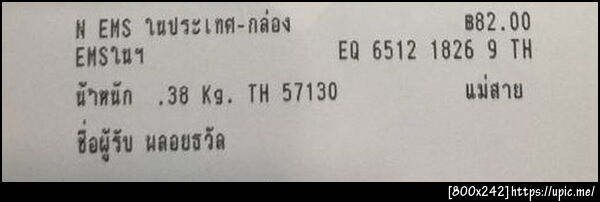 N EMS ในประเทศ-กล่อง ฿82.00
EMSในฯ EQ 6512 1826 9 TH
น้ำหนัก .38 Kg. TH 57130 แม่สาย
ชื่อผู้รับ ผลอยธวัล
[800x242]https://upic.me/